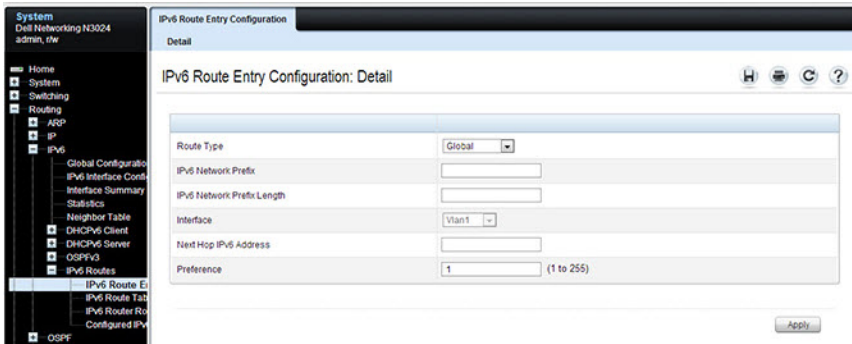 System
Dell Networking N3024
admin, r/w
Home
System
Switching
Routing
ARP
IP
IPv6
Global Configuratio
IPv6 Interface Confi
Interface Summary
Statistics
Neighbor Table
DHCPv6 Client
DHCPv6 Server
OSPFv3
IPv6 Routes
IPv6 Route E
IPv6 Route Tab
IPv6 Router Ro
Configured IPv
OSPF
IPv6 Route Entry Configuration
Detail
IPv6 Route Entry Configuration: Detail
H C ?
Route Type Global
IPv6 Network Prefix
IPv6 Network Prefix Length
Interface Vlan1
Next Hop IPv6 Address
Preference 1 (1 to 255)
Apply